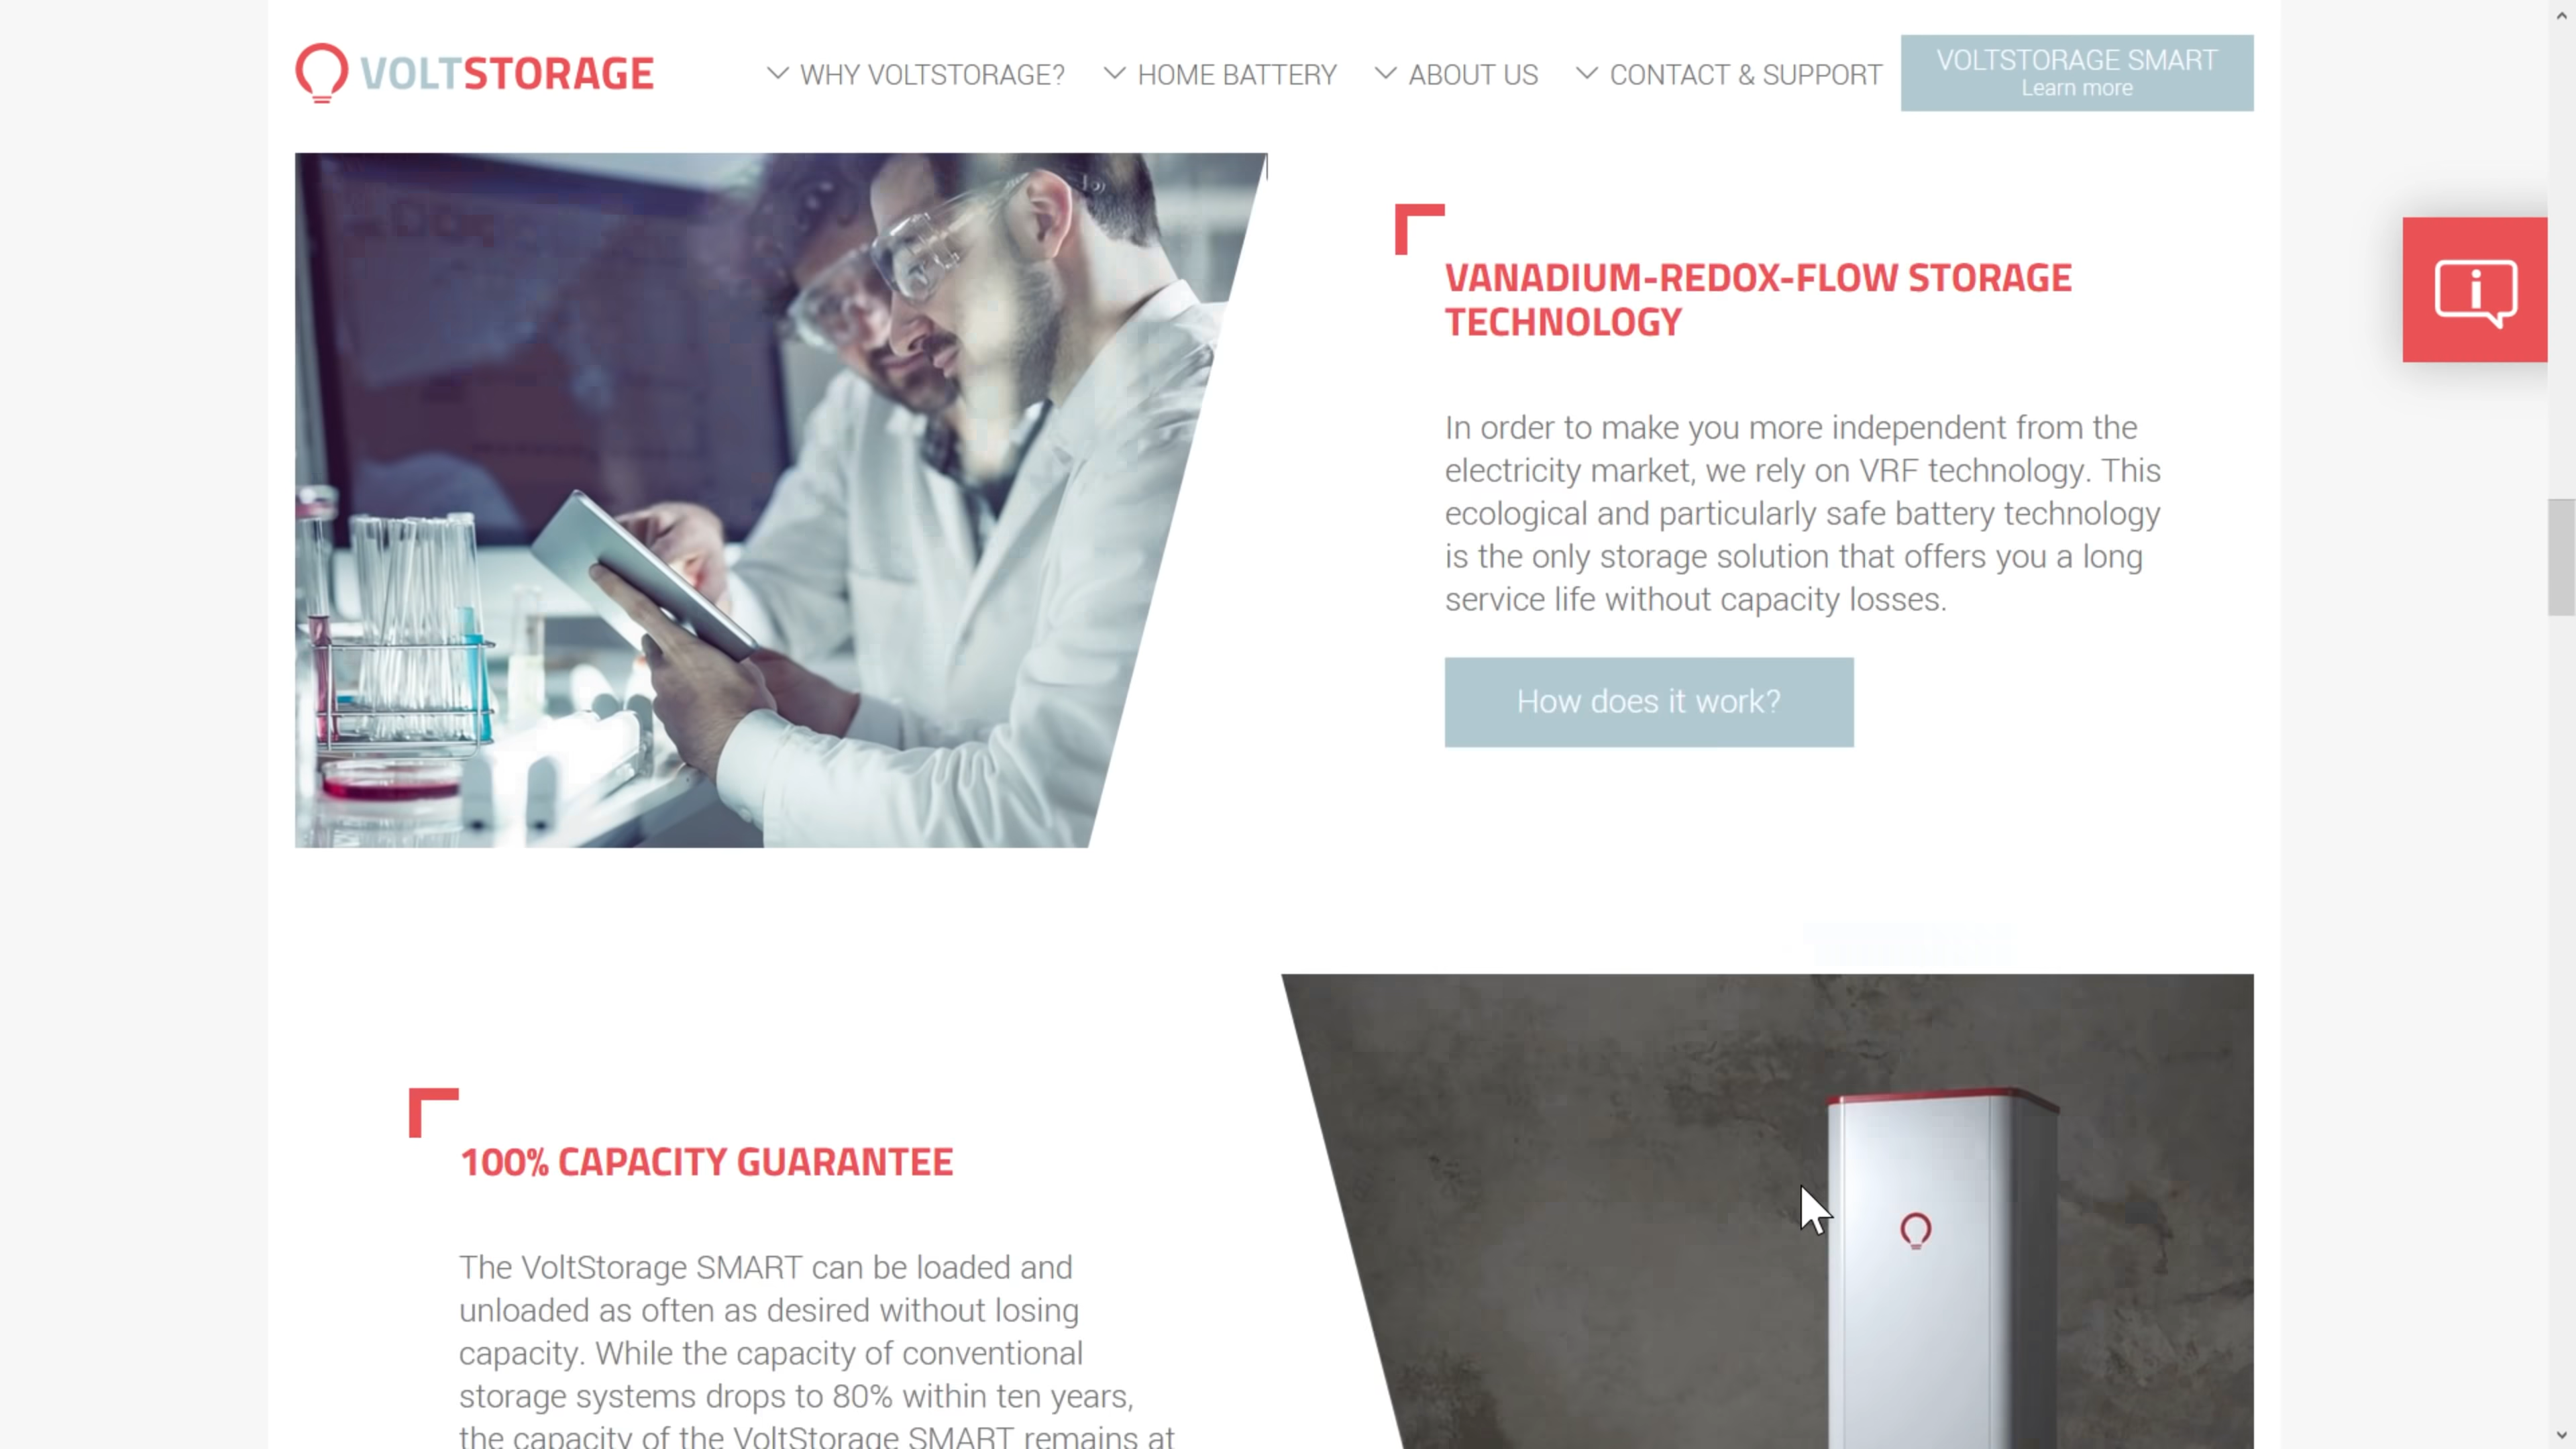 VOLTSTORAGE
WHY VOLTSTORAGE?
HOME BATTERY
ABOUT US
CONTACT & SUPPORT
VOLTSTORAGE SMART
Learn more
VANADIUM-REDOX-FLOW STORAGE
TECHNOLOGY
In order to make you more independent from the
electricity market, we rely on VRF technology. This
ecological and particularly safe battery technology
is the only storage solution that offers you a long
service life without capacity losses.
How does it work?
100% CAPACITY GUARANTEE
The VoltStorage SMART can be loaded and
unloaded as often as desired without losing
capacity. While the capacity of conventional
storage systems drops to 80% within ten years,
the capacity of the VoltStorage SMART remains at